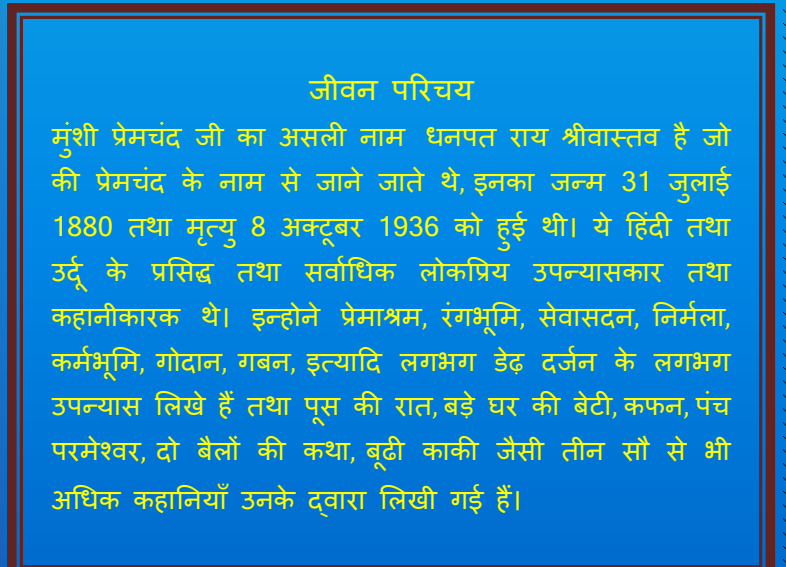 जीवन परिचय
मुंशी प्रेमचंद जी का असली नाम धनपत राय श्रीवास्तव है जो
की प्रेमचंद के नाम से जाने जाते थे, इनका जन्म 31 जुलाई
1880 तथा मृत्यु 8 अक्टूबर 1936 को हुई थी। ये हिंदी तथा
उर्दू के प्रसिद्ध तथा सर्वाधिक लोकप्रिय उपन्यासकार तथा
कहानीकारक थे। इन्होने प्रेमाश्रम, रंगभूमि, सेवासदन, निर्मला,
कर्मभूमि, गोदान, गबन, इत्यादि लगभग डेढ़ दर्जन के लगभग
उपन्यास लिखे हैं तथा पूस की रात, बड़े घर की बेटी, कफन, पंच
परमेश्वर, दो बैलों की कथा, बूढी काकी जैसी तीन सौ से भी
अधिक कहानियाँ उनके द्वारा लिखी गई हैं।